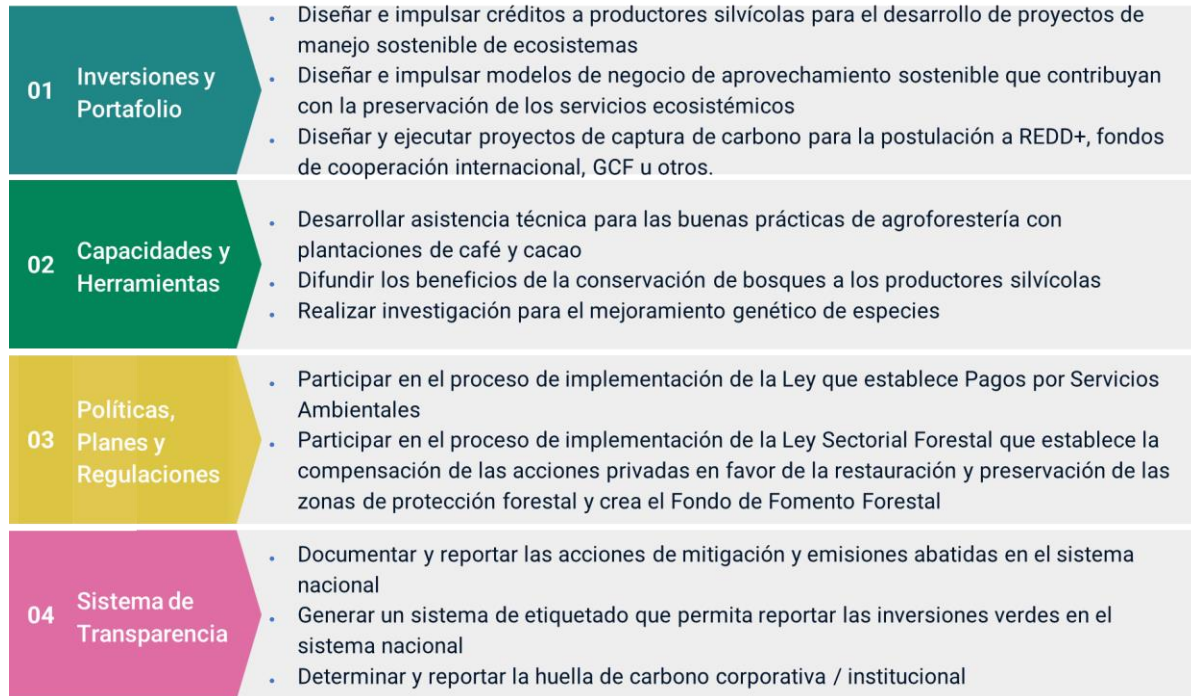 01
Inversiones y
Portafolio
• Diseñar e impulsar créditos a productores silvícolas para el desarrollo de proyectos de
manejo sostenible de ecosistemas
• Diseñar e impulsar modelos de negocio de aprovechamiento sostenible que contribuyan
con la preservación de los servicios ecosistémicos
• Diseñar y ejecutar proyectos de captura de carbono para la postulación a REDD+, fondos
de cooperación internacional, GCF u otros.
02
Capacidades y
Herramientas
• Desarrollar asistencia técnica para las buenas prácticas de agroforestería con
plantaciones de café y cacao
• Difundir los beneficios de la conservación de bosques a los productores silvícolas
• Realizar investigación para el mejoramiento genético de especies
03
Políticas,
Planes y
Regulaciones
• Participar en el proceso de implementación de la Ley que establece Pagos por Servicios
Ambientales
• Participar en el proceso de implementación de la Ley Sectorial Forestal que establece la
compensación de las acciones privadas en favor de la restauración y preservación de las
zonas de protección forestal y crea el Fondo de Fomento Forestal
04
Sistema de
Transparencia
• Documentar y reportar las acciones de mitigación y emisiones abatidas en el sistema
nacional
• Generar un sistema de etiquetado que permita reportar las inversiones verdes en el
sistema nacional
• Determinar y reportar la huella de carbono corporativa / institucional